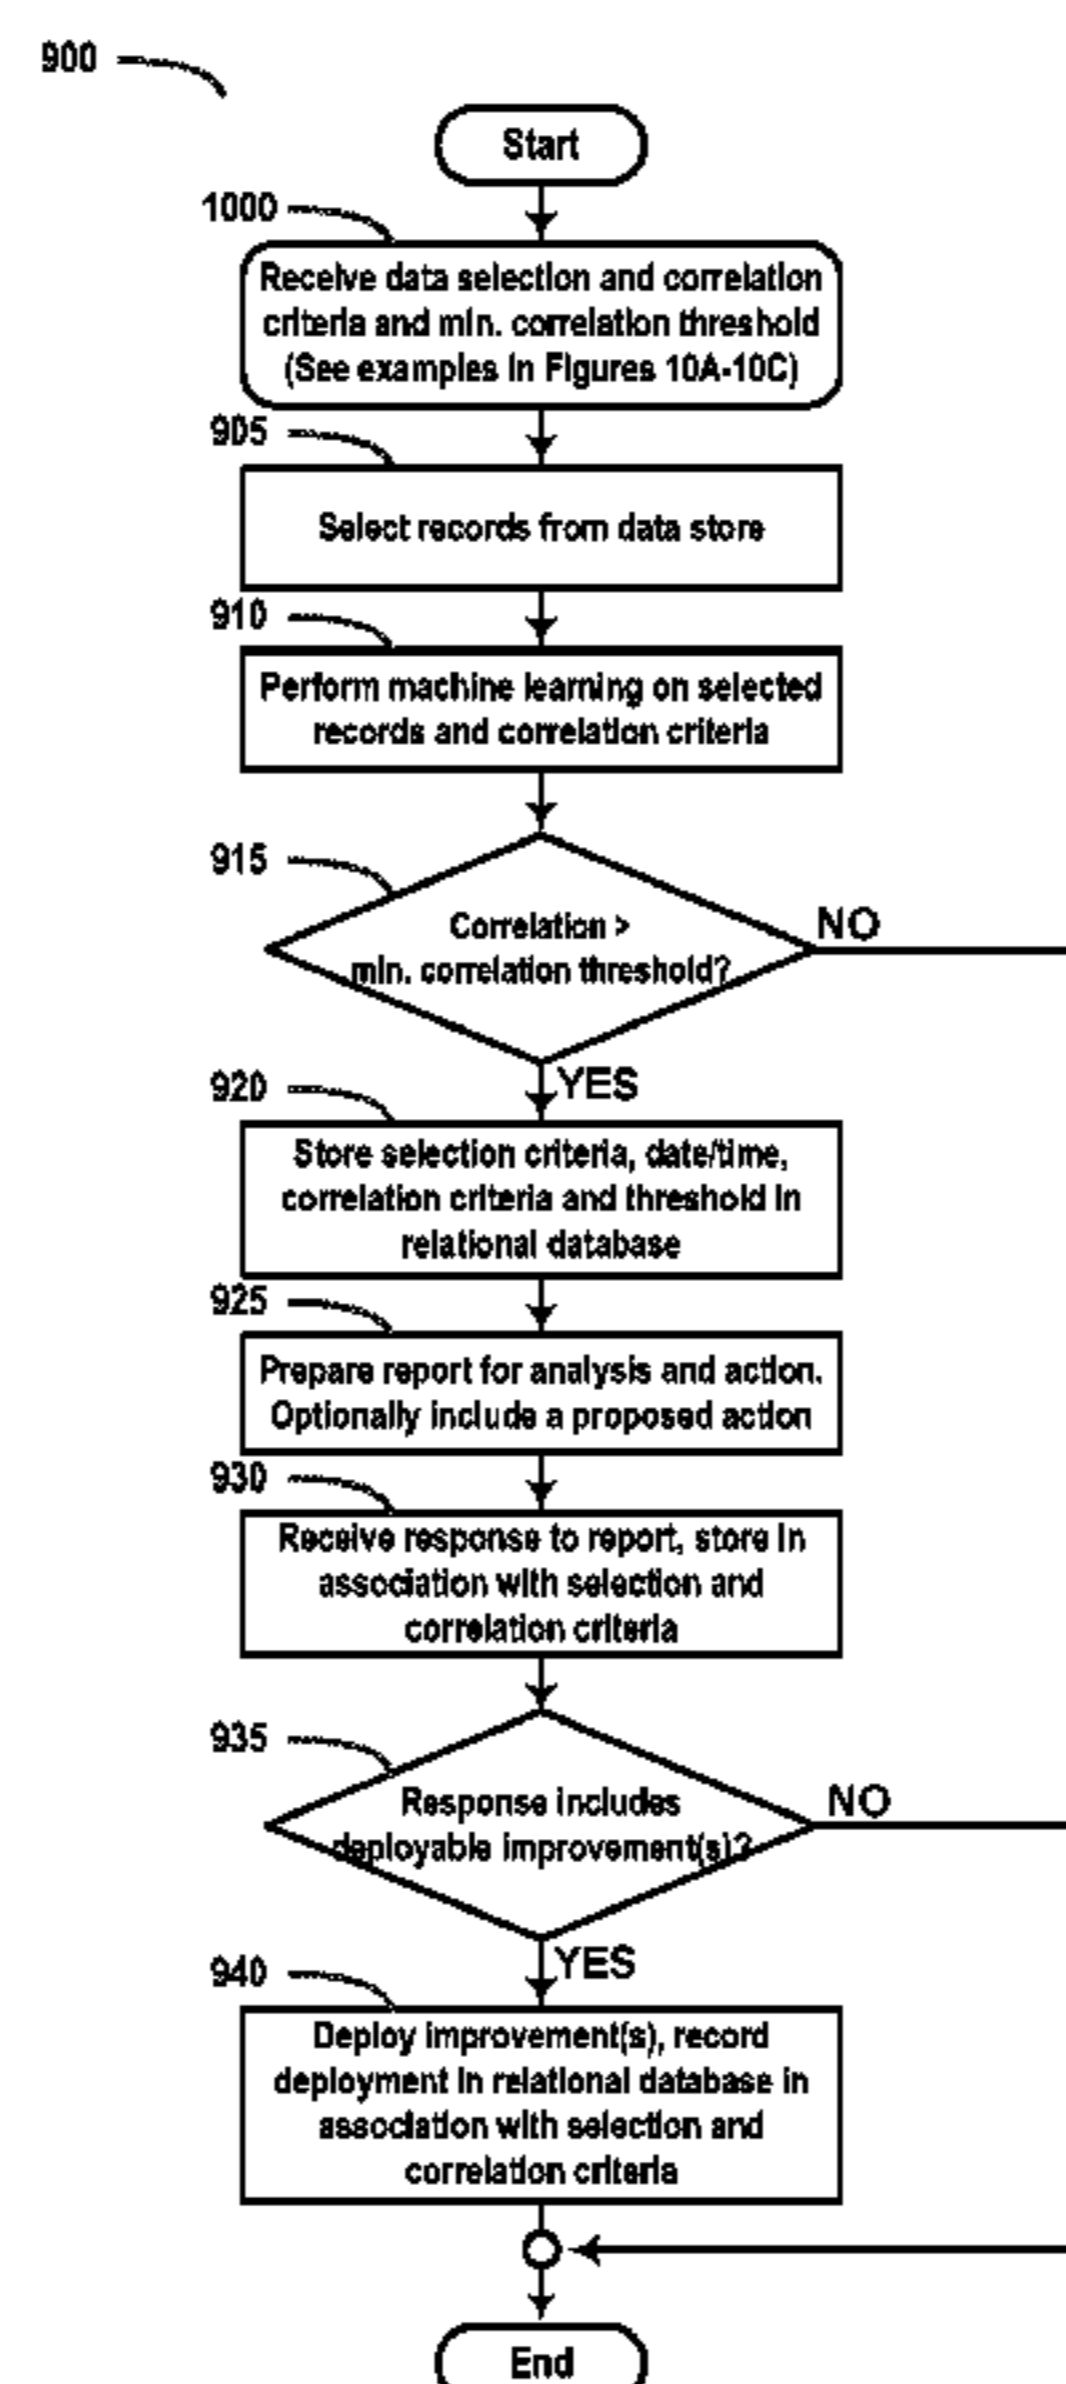 900
Start
1000
Receive data selection and correlation
criteria and min. correlation threshold
(See examples in Figures 10A-10C)
905
Select records from data store
910
Perform machine learning on selected
records and correlation criteria
915
Correlation >
min. correlation threshold?
NO
YES
920
Store selection criteria, date/time,
correlation criteria and threshold in
relational database
925
Prepare report for analysis and action.
Optionally include a proposed action
930
Receive response to report, store in
association with selection and
correlation criteria
935
Response includes
deployable improvement(s)?
NO
YES
940
Deploy improvement(s), record
deployment in relational database in
association with selection and
correlation criteria
End